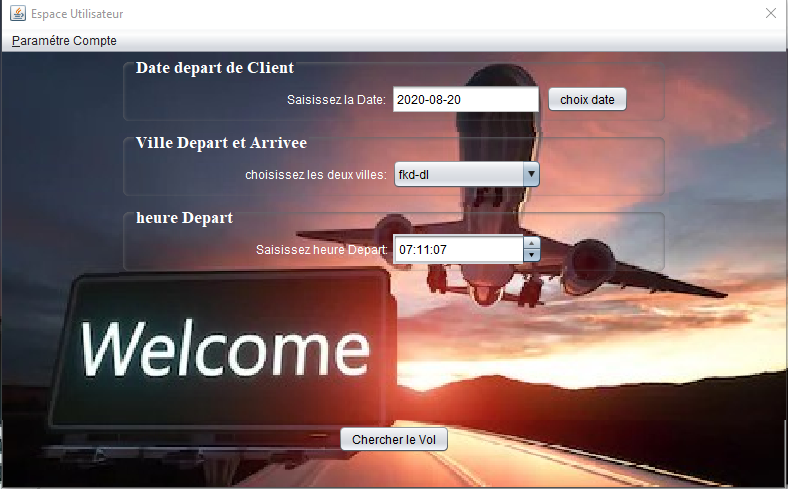 Espace Utilisateur
Paramétre Compte
Date depart de Client
Saisissez la Date: 2020-08-20 choix date
Ville Depart et Arrivee
choisissez les deux villes: fkd-dl
heure Depart
Saisissez heure Depart: 07:11:07
Welcome
Chercher le Vol